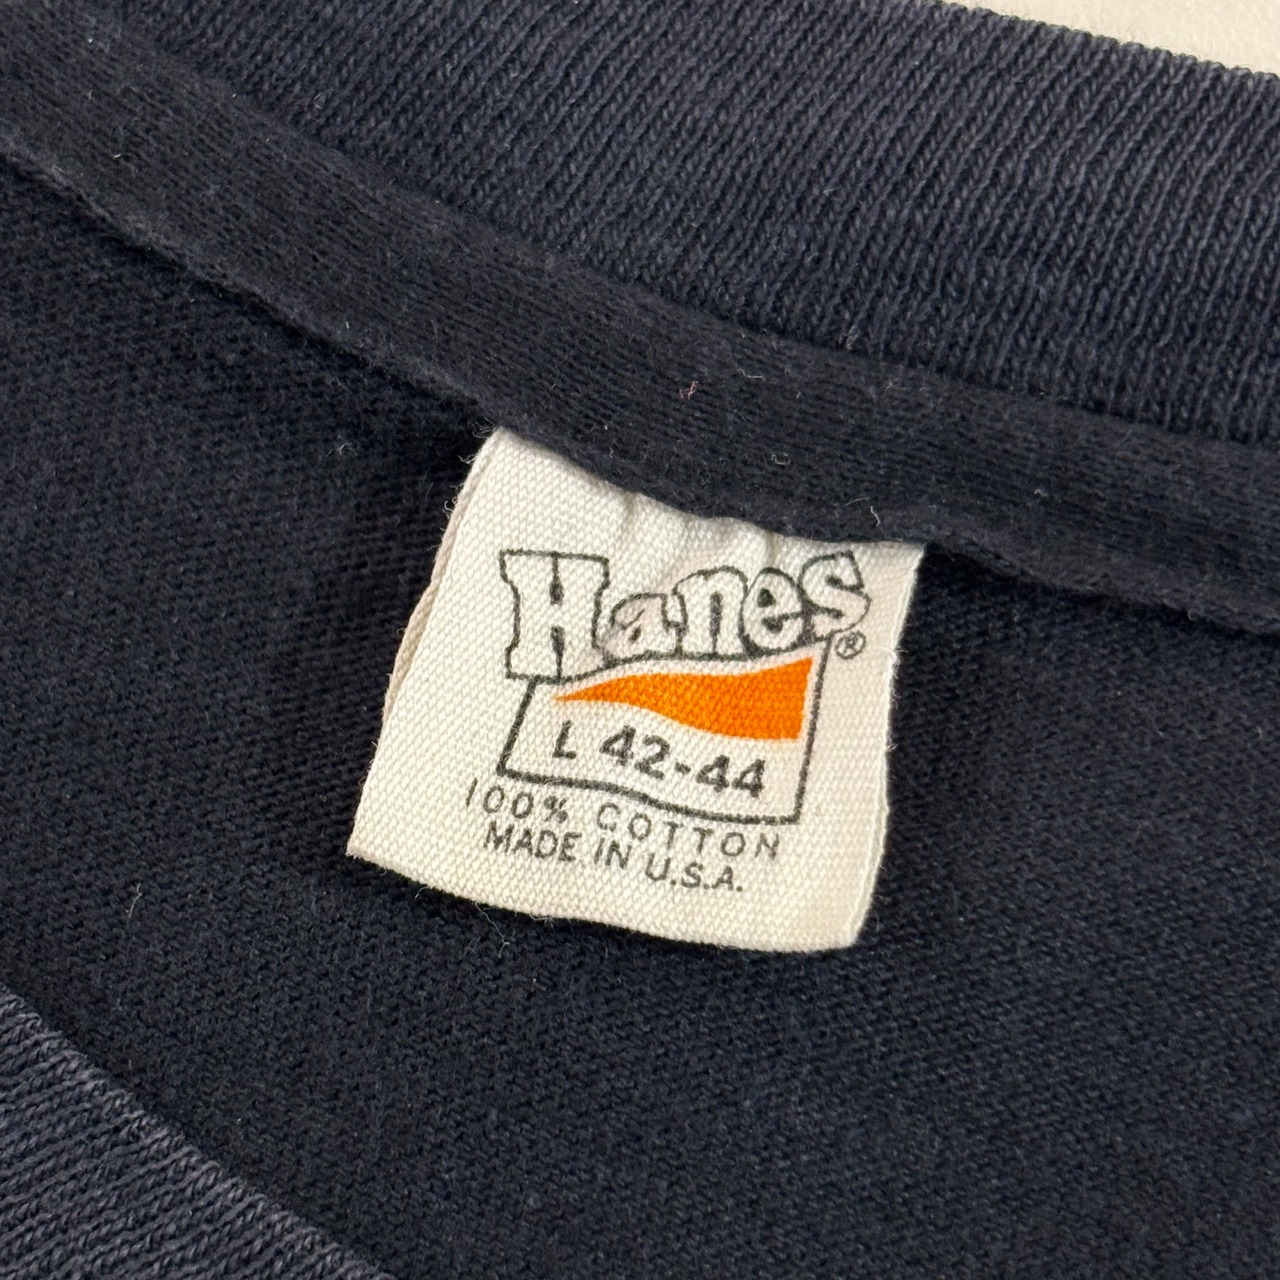 Hanes®
L 42-44
100% COTTON
MADE IN U.S.A.